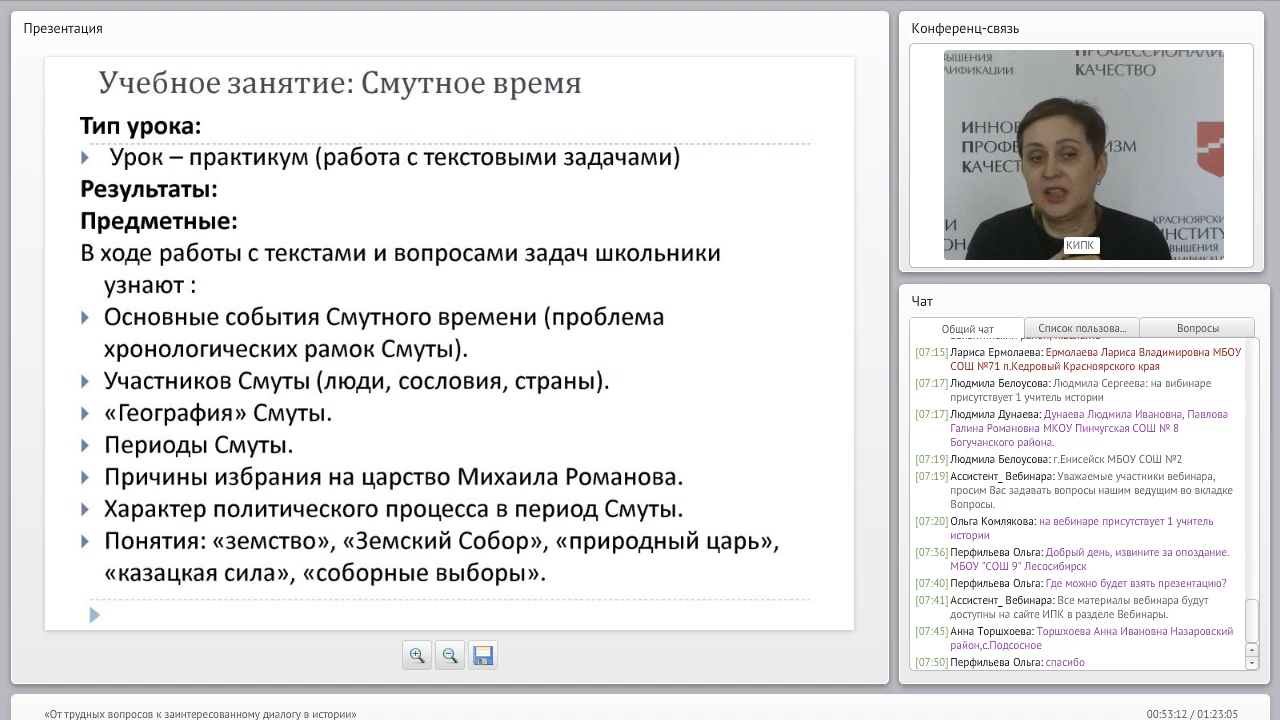 Презентация
Учебное занятие: Смутное время
Тип урока:
Урок – практикум (работа с текстовыми задачами)
Результаты:
Предметные:
В ходе работы с текстами и вопросами задач школьники
узнают :
Основные события Смутного времени (проблема
хронологических рамок Смуты).
Участников Смуты (люди, сословия, страны).
«География» Смуты.
Периоды Смуты.
Причины избрания на царство Михаила Романова.
Характер политического процесса в период Смуты.
Понятия: «земство», «Земский Собор», «природный царь»,
«казацкая сила», «соборные выборы».
Конференц-связь
КАЧЕСТВО
КИПК
Чат
Общий чат
Список пользова...
Вопросы
[07:15] Лариса Ермолаева: Ермолаева Лариса Владимировна МБОУ
СОШ №71 п.Кедровый Красноярского края
[07:17] Людмила Белоусова: Людмила Сергеева: на вибинаре
присутствует 1 учитель истории
[07:17] Людмила Дунаева: Дунаева Людмила Ивановна, Павлова
Галина Романовна МКОУ Пинчугская СОШ № 8
Богучанского района.
[07:19] Людмила Белоусова: г.Енисейск МБОУ СОШ №2
[07:19] Ассистент_ Вебинара: Уважаемые участники вебинара,
просим Вас задавать вопросы нашим ведущим во вкладке
Вопросы.
[07:20] Ольга Комлякова: на вебинаре присутствует 1 учитель
истории
[07:36] Перфильева Ольга: Добрый день, извините за опоздание.
МБОУ "СОШ 9" Лесосибирск
[07:40] Перфильева Ольга: Где можно будет взять презентацию?
[07:41] Ассистент_ Вебинара: Все материалы вебинара будут
доступны на сайте ИПК в разделе Вебинары.
[07:45] Анна Торшхоева: Торшхоева Анна Ивановна Назаровский
район,с.Подсосное
[07:50] Перфильева Ольга: спасибо
«От трудных вопросов к заинтересованному диалогу в истории»
00:53:12 / 01:23:05